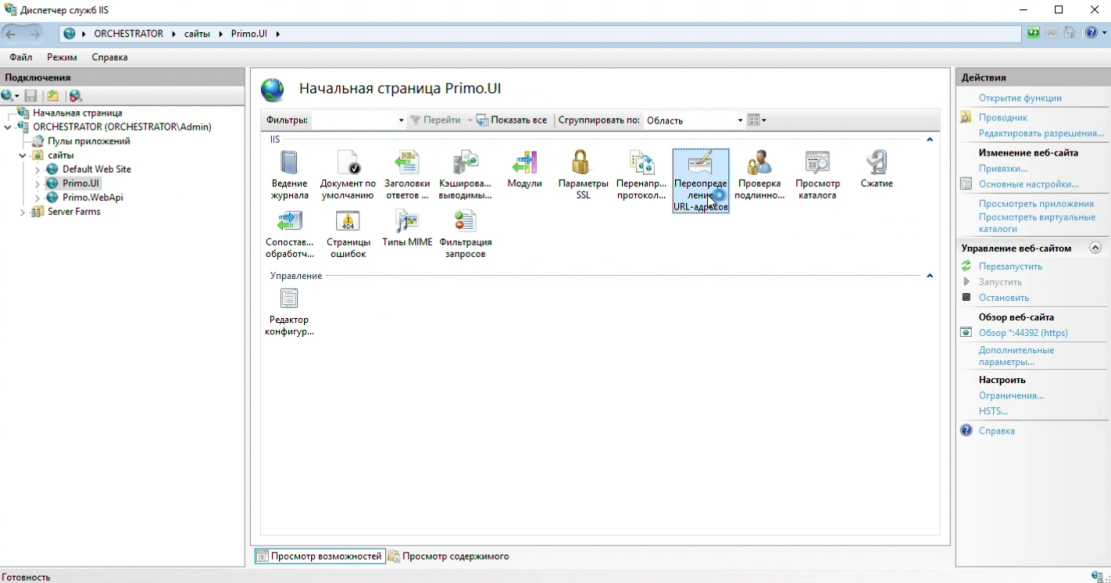 Диспетчер служб IIS
ORCHESTRATOR
сайты
Primo.UI
Файл
Режим
Справка
Подключения
Начальная страница
ORCHESTRATOR (ORCHESTRATOR\Admin)
Пулы приложений
сайты
Default Web Site
Primo.UI
Primo.WebApi
Server Farms
Начальная страница Primo.UI
Фильтры:
Перейти
Показать все
Сгруппировать по:
Область
IIS
Ведение
журнала
Документ по
умолчанию
Заголовки
ответов ...
Кэширова...
выводимы...
Модули
Параметры
SSL
Перенапр...
протокол...
Переопреде
ление
URL-адресов
Проверка
подлинно...
Просмотр
каталога
Сжатие
Сопостав...
обработч...
404
Страницы
ошибок
Типы MIME
Фильтрация
запросов
Управление
Редактор
конфигур...
Просмотр возможностей
Просмотр содержимого
Действия
Открытие функции
Проводник
Редактировать разрешения...
Изменение веб-сайта
Привязки...
Основные настройки...
Просмотреть приложения
Просмотреть виртуальные
каталоги
Управление веб-сайтом
Перезапустить
Запустить
Остановить
Обзор веб-сайта
Обзор *:44392 (https)
Дополнительные
параметры...
Настроить
Ограничения...
HSTS...
Справка
Готовность